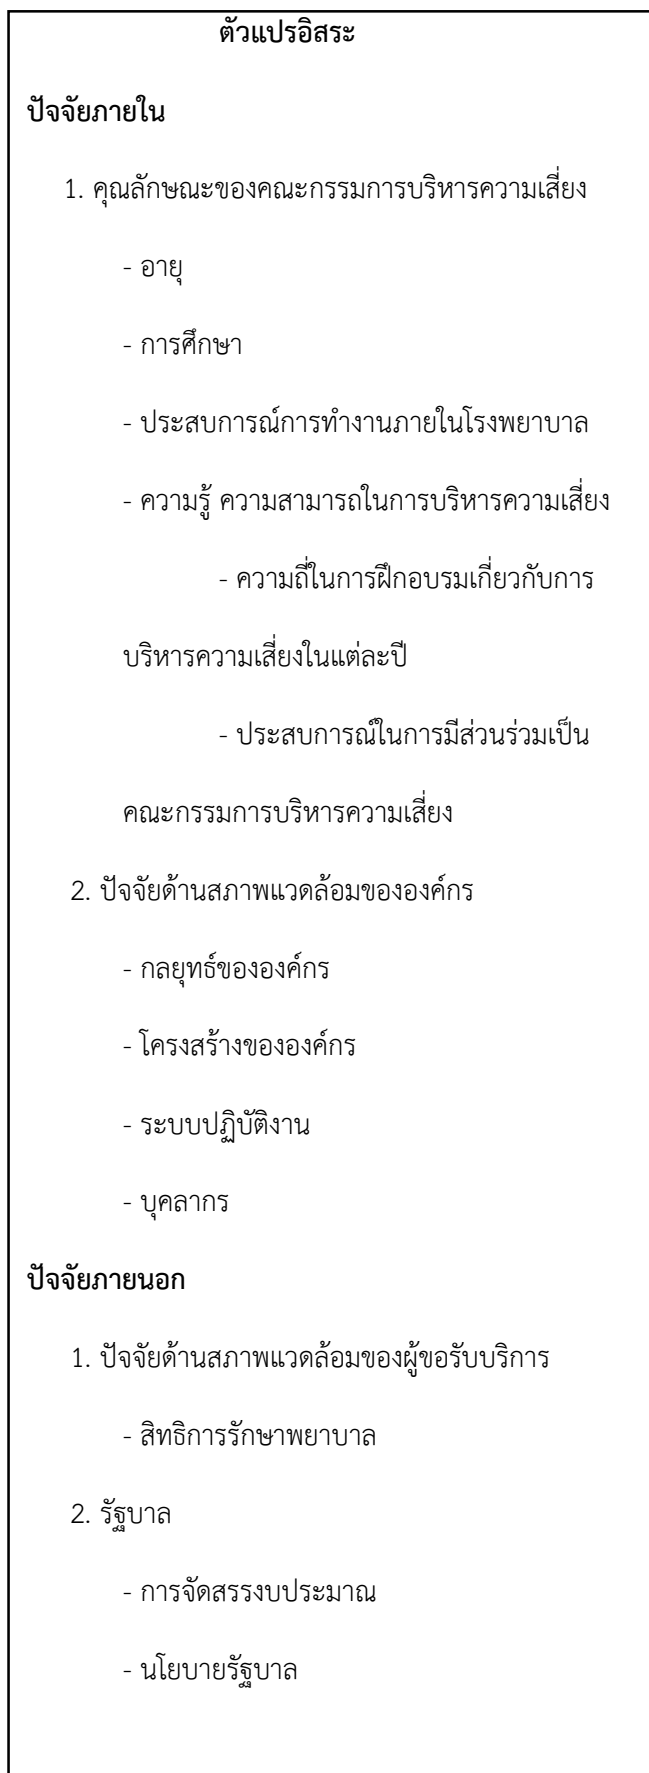 ตัวแปรอิสระ
ปัจจัยภายใน
1. คุณลักษณะของคณะกรรมการบริหารความเสี่ยง
- อายุ
- การศึกษา
- ประสบการณ์การทำงานภายในโรงพยาบาล
- ความรู้ ความสามารถในการบริหารความเสี่ยง
- ความถี่ในการฝึกอบรมเกี่ยวกับการ
บริหารความเสี่ยงในแต่ละปี
- ประสบการณ์ในการมีส่วนร่วมเป็น
คณะกรรมการบริหารความเสี่ยง
2. ปัจจัยด้านสภาพแวดล้อมขององค์กร
- กลยุทธ์ขององค์กร
- โครงสร้างขององค์กร
- ระบบปฏิบัติงาน
- บุคลากร
ปัจจัยภายนอก
1. ปัจจัยด้านสภาพแวดล้อมของผู้ขอรับบริการ
- สิทธิการรักษาพยาบาล
2. รัฐบาล
- การจัดสรรงบประมาณ
- นโยบายรัฐบาล